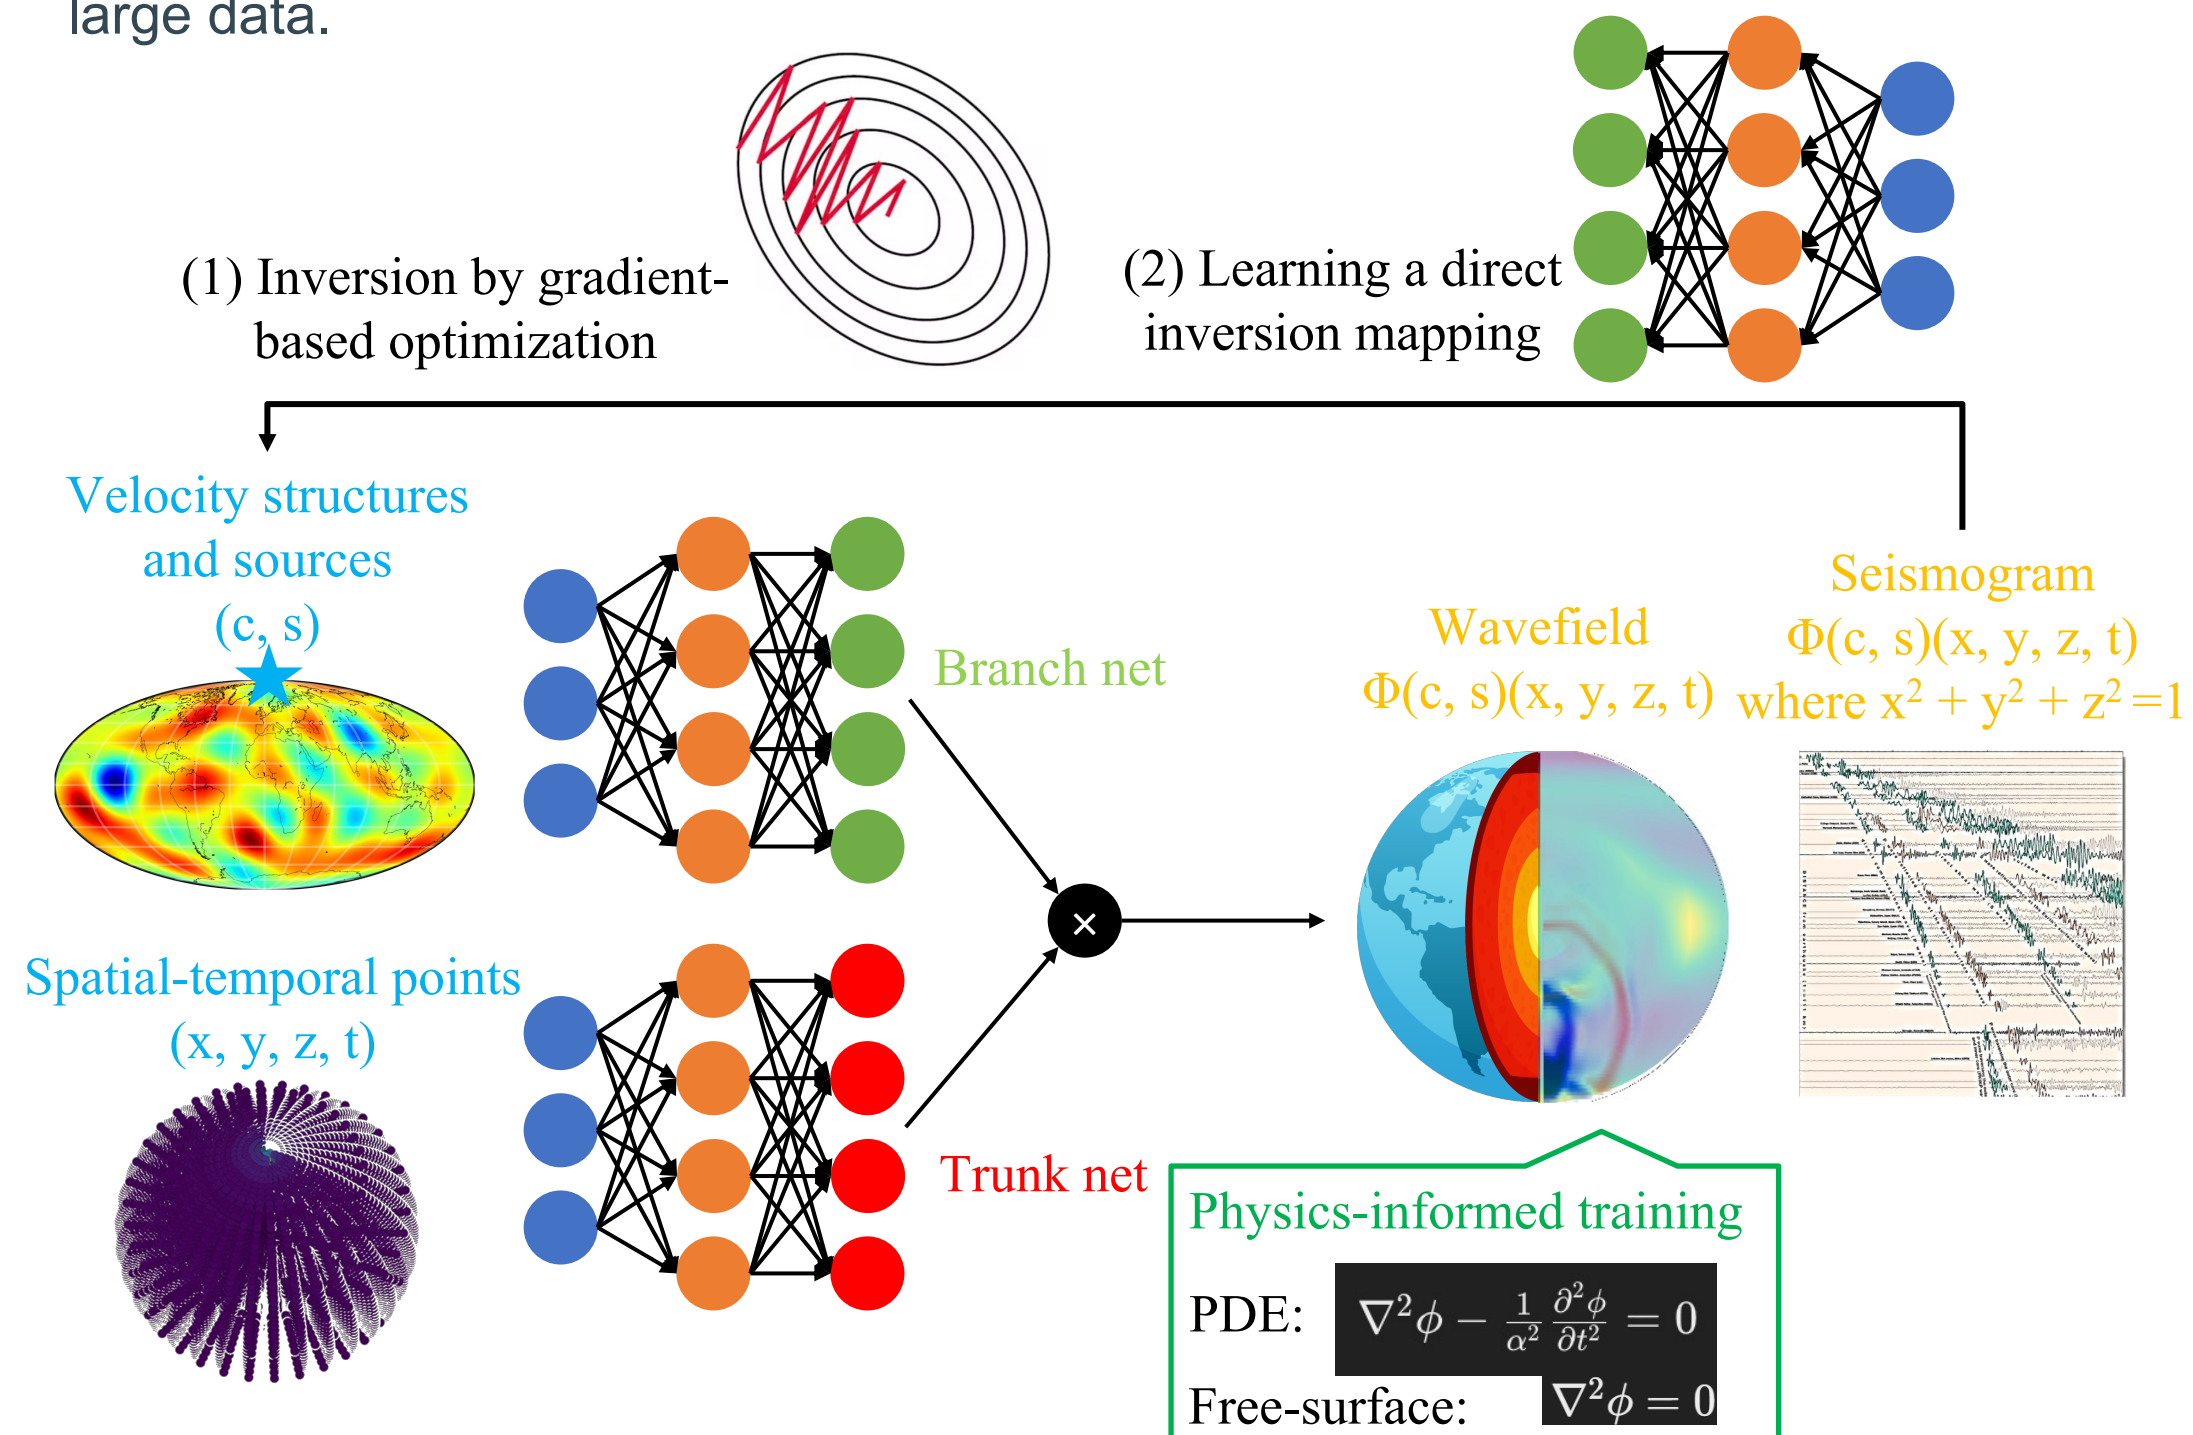 large data.
(1) Inversion by gradient-
based optimization
(2) Learning a direct
inversion mapping
Velocity structures
and sources
(c, s)
Branch net
Wavefield
Φ(c, s)(x, y, z, t)
Seismogram
Φ(c, s)(x, y, z, t)
where x² + y² + z² =1
×
Spatial-temporal points
(x, y, z, t)
Trunk net
Physics-informed training
PDE: ∇²ϕ − 1/α² ∂²ϕ/∂t² = 0
Free-surface: ∇²ϕ = 0